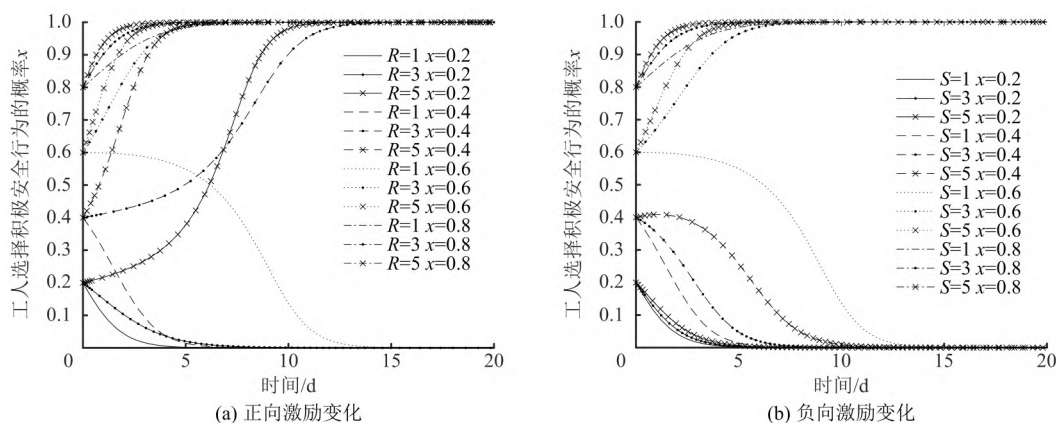 工人选择积极安全行为的概率x
1.0
0.9
0.8
0.7
0.6
0.5
0.4
0.3
0.2
0.1
0
5
10
15
20
时间/d
R=1 x=0.2
R=3 x=0.2
R=5 x=0.2
R=1 x=0.4
R=3 x=0.4
R=5 x=0.4
R=1 x=0.6
R=3 x=0.6
R=5 x=0.6
R=1 x=0.8
R=3 x=0.8
R=5 x=0.8
(a) 正向激励变化
工人选择积极安全行为的概率x
1.0
0.9
0.8
0.7
0.6
0.5
0.4
0.3
0.2
0.1
0
5
10
15
20
时间/d
S=1 x=0.2
S=3 x=0.2
S=5 x=0.2
S=1 x=0.4
S=3 x=0.4
S=5 x=0.4
S=1 x=0.6
S=3 x=0.6
S=5 x=0.6
S=1 x=0.8
S=3 x=0.8
S=5 x=0.8
(b) 负向激励变化